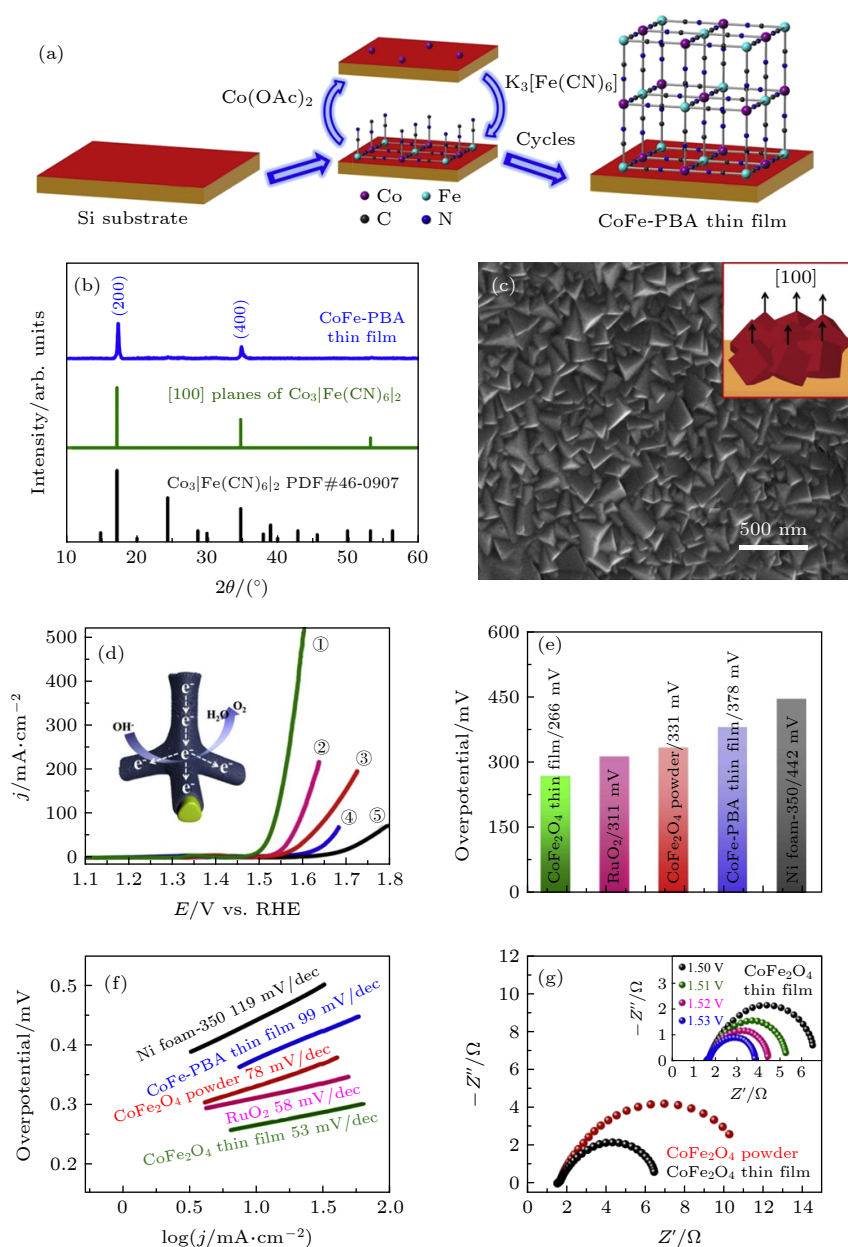 (a)
Co(OAc)2
K3[Fe(CN)6]
Cycles
Si substrate
Co
Fe
C
N
CoFe-PBA thin film
(b)
(200)
(400)
CoFe-PBA
thin film
[100] planes of Co3|Fe(CN)6|2
Co3|Fe(CN)6|2 PDF#46-0907
Intensity/arb. units
10 20 30 40 50 60
2θ/(°)
(c)
[100]
500 nm
(d)
500
400
300
200
100
0
j/mA·cm−2
①
②
③
④
⑤
e-
e-
e-
e-
e-
e-
OH-
H2O
O2
1.1 1.2 1.3 1.4 1.5 1.6 1.7 1.8
E/V vs. RHE
(e)
600
450
300
150
0
Overpotential/mV
CoFe2O4 thin film/266 mV
RuO2/311 mV
CoFe2O4 powder/331 mV
CoFe-PBA thin film/378 mV
Ni foam-350/442 mV
(f)
0.5
0.4
0.3
0.2
Overpotential/mV
Ni foam-350 119 mV/dec
CoFe-PBA thin film 99 mV/dec
CoFe2O4 powder 78 mV/dec
RuO2 58 mV/dec
CoFe2O4 thin film 53 mV/dec
0 0.5 1.0 1.5 2.0
log(j/mA·cm−2)
(g)
12
10
8
6
4
2
0
−Z″/Ω
1.50 V
1.51 V
1.52 V
1.53 V
CoFe2O4
thin film
3
2
1
0
−Z″/Ω
0 1 2 3 4 5 6
Z′/Ω
CoFe2O4 powder
CoFe2O4 thin film
0 2 4 6 8 10 12 14
Z′/Ω